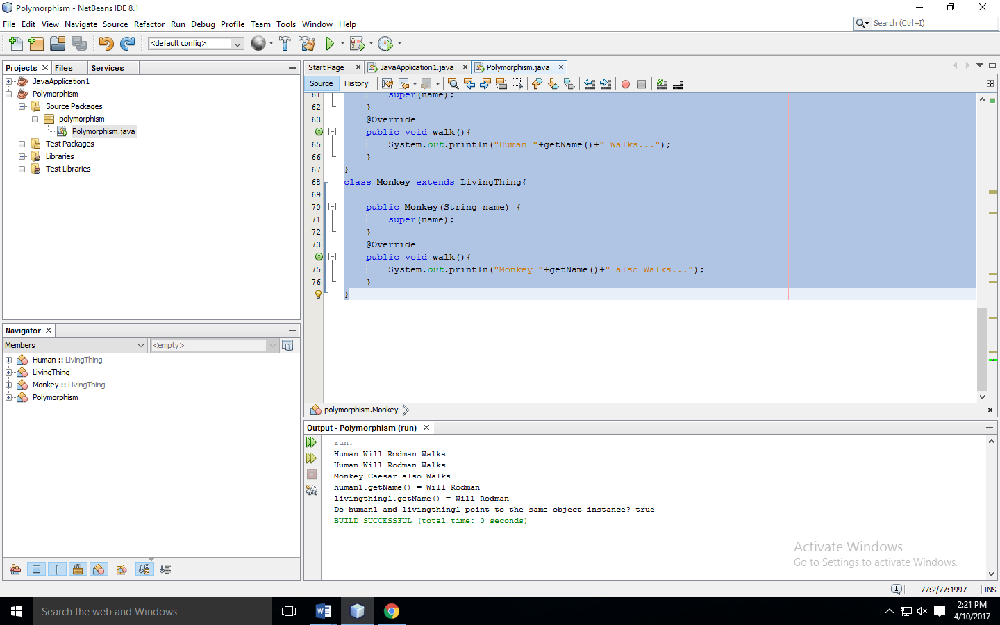 Polymorphism - NetBeans IDE 8.1
File Edit View Navigate Source Refactor Run Debug Profile Team Tools Window Help
Search (Ctrl+I)
<default config>
Projects Files Services
JavaApplication1
Polymorphism
Source Packages
polymorphism
Polymorphism.java
Test Packages
Libraries
Test Libraries
Navigator
Members <empty>
Human :: LivingThing
LivingThing
Monkey :: LivingThing
Polymorphism
Start Page JavaApplication1.java Polymorphism.java
Source History
61 super(name);
62 }
63 @Override
public void walk(){
65 System.out.println("Human "+getName()+" Walks...");
66 }
67 }
68 class Monkey extends LivingThing{
69
70 public Monkey(String name) {
71 super(name);
72 }
73 @Override
public void walk(){
75 System.out.println("Monkey "+getName()+" also Walks...");
76 }
}
polymorphism.Monkey
Output - Polymorphism (run)
run:
Human Will Rodman Walks...
Human Will Rodman Walks...
Monkey Caesar also Walks...
human1.getName() = Will Rodman
livingthing1.getName() = Will Rodman
Do human1 and livingthing1 point to the same object instance? true
BUILD SUCCESSFUL (total time: 0 seconds)
Activate Windows
Go to Settings to activate Windows.
1 77:2/77:1997 INS
Search the web and Windows
2:21 PM
4/10/2017